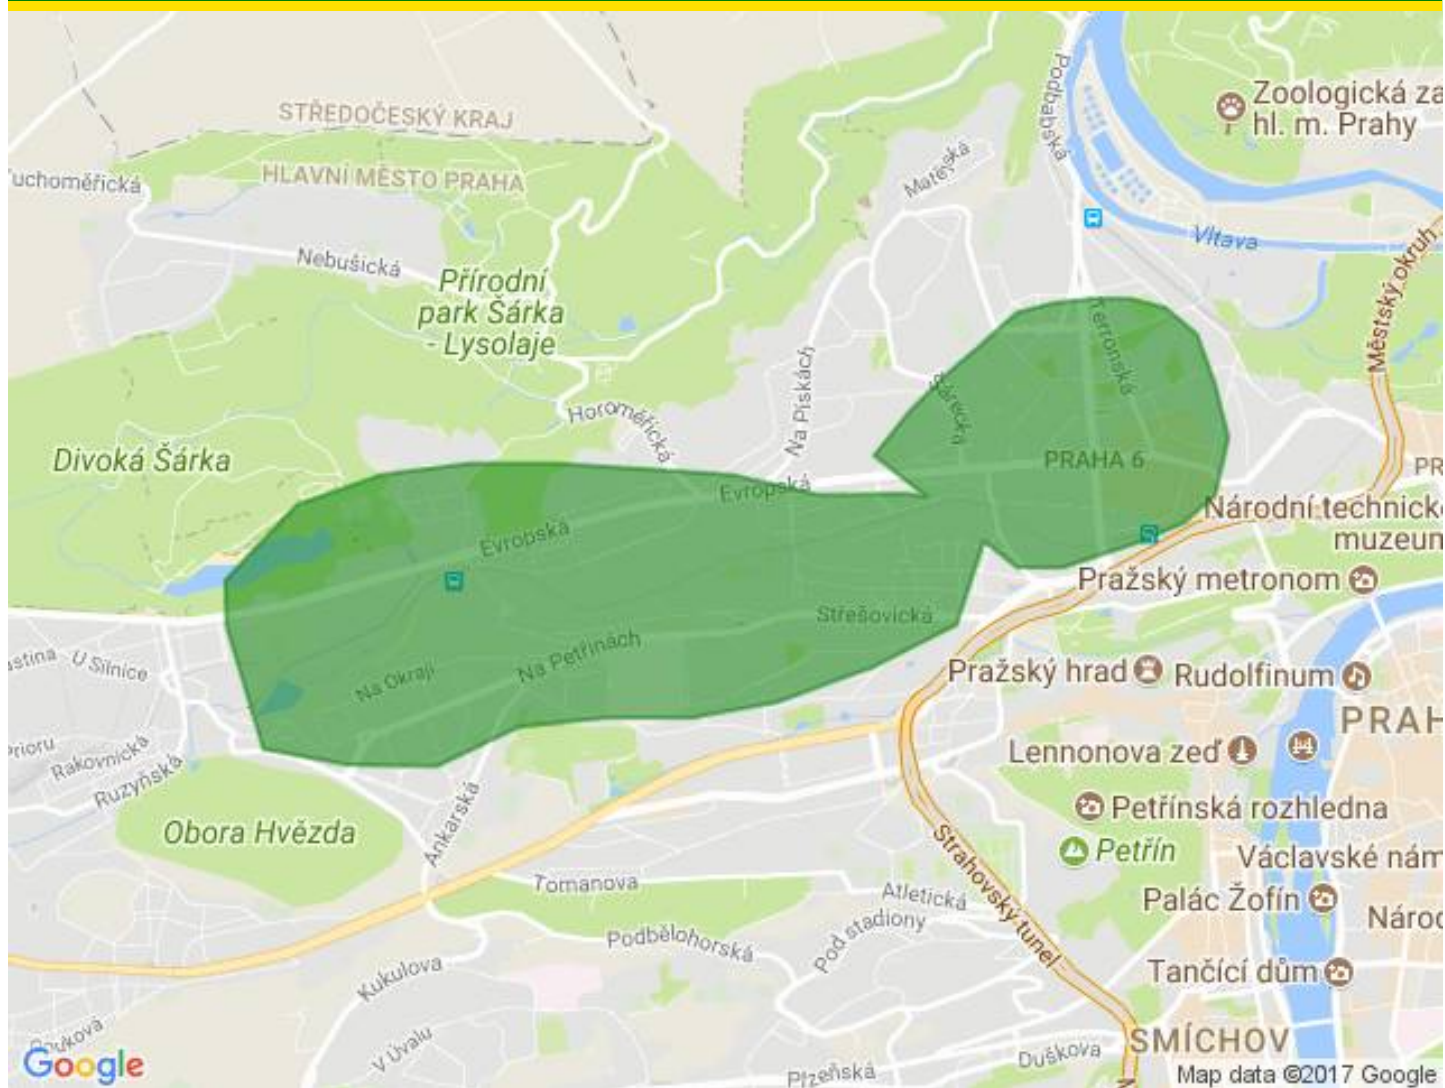 Zoologická za
hl. m. Prahy
Podbabská
STŘEDOČESKÝ KRAJ
HLAVNÍ MĚSTO PRAHA
Matejská
Vltava
Městský okruh
Nebušická
Přírodní
park Šárka
- Lysolaje
Terronská
Na Pískách
Šárecká
Horoměřická
Divoká Šárka
PRAHA 6
PR
Evropská
Evropská
Národní technick
muzeum
Pražský metronom
Střešovická
Na Petřinách
Na Okraji
U Silnice
Pražský hrad
Rudolfinum
PRAH
Rakovnická
Ruzyňská
Lennonova zeď
Obora Hvězda
Ankarská
Petřínská rozhledna
Petřín
Václavské nám
Strahovský tunel
Tomanova
Atletická
Palác Žofín
Národ
Pod stadiony
Podbělohorská
Kukulova
Tančící dům
V Úvalu
SMÍCHOV
Duškova
Plzeňská
Google
Map data ©2017 Google